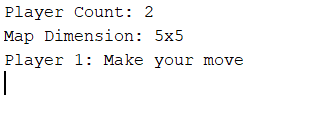 Player Count: 2
Map Dimension: 5x5
Player 1: Make your move